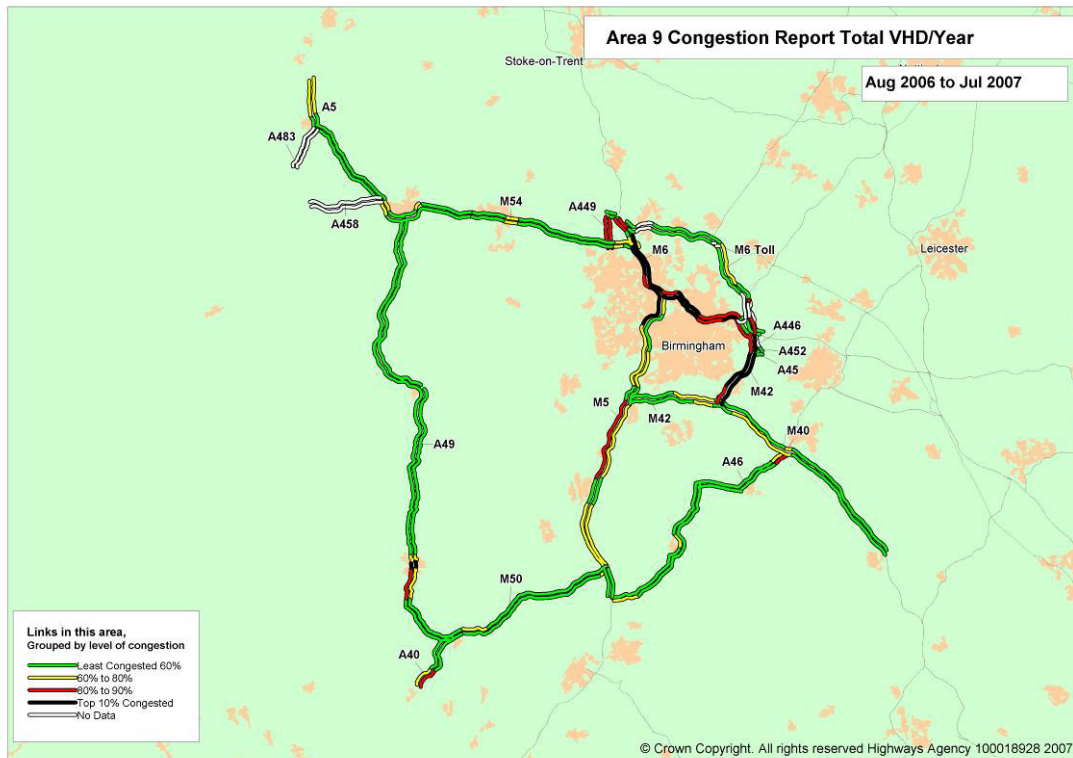 Area 9 Congestion Report Total VHD/Year
Stoke-on-Trent
Aug 2006 to Jul 2007
A5
A483
A458
M54
A449
M6
M6 Toll
Leicester
A446
Birmingham
A452
A45
M42
M5
M42
M40
A49
A46
M50
A40
Links in this area,
Grouped by level of congestion
Least Congested 60%
60% to 80%
80% to 90%
Top 10% Congested
No Data
© Crown Copyright. All rights reserved Highways Agency 100018928 2007